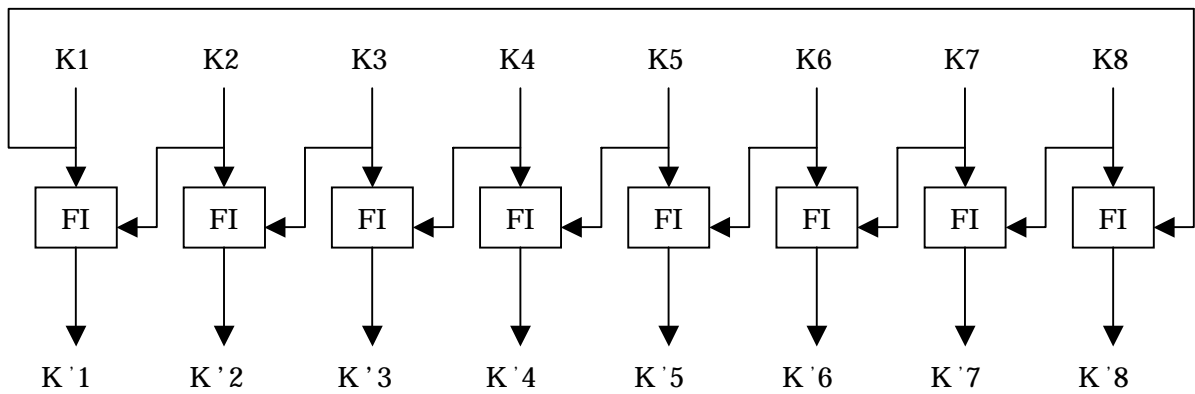 K1 K2 K3 K4 K5 K6 K7 K8
FI FI FI FI FI FI FI FI
K'1 K'2 K'3 K'4 K'5 K'6 K'7 K'8